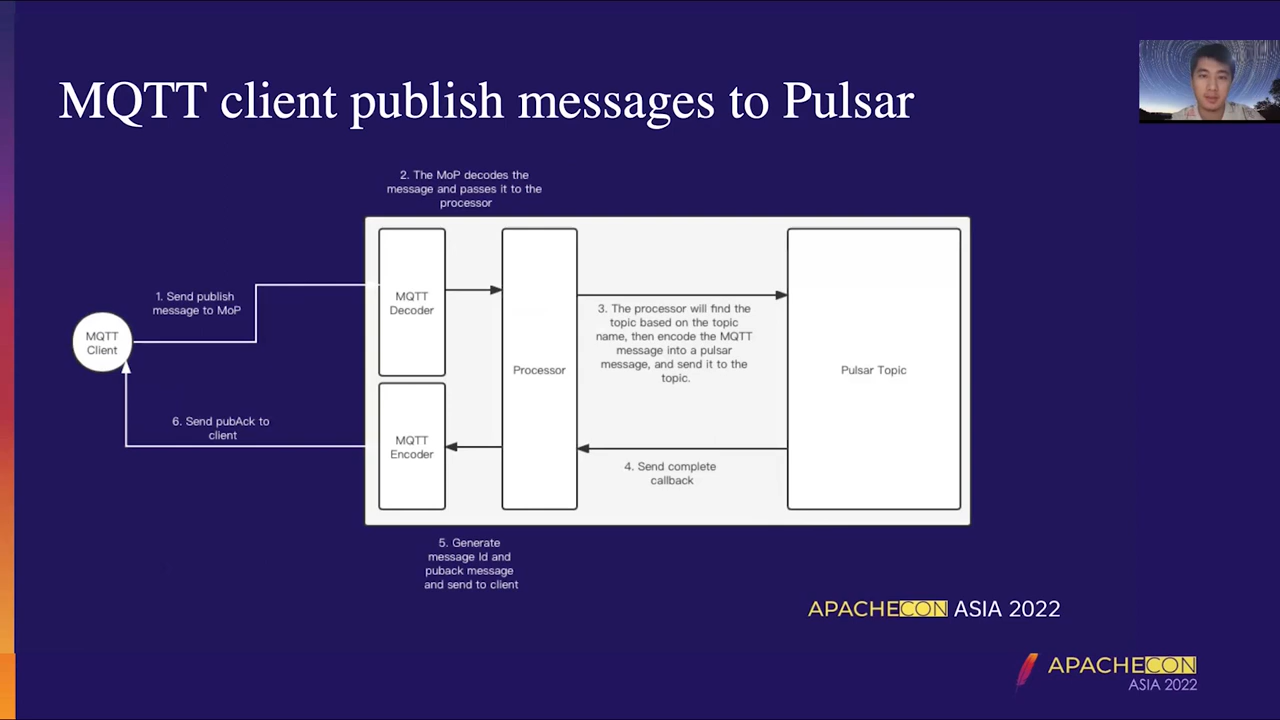 MQTT client publish messages to Pulsar
2. The MoP decodes the
message and passes it to the
processor
1. Send publish
message to MoP
MQTT
Client
MQTT
Decoder
Processor
3. The processor will find the
topic based on the topic
name, then encode the MQTT
message into a pulsar
message, and send it to the
topic.
Pulsar Topic
6. Send pubAck to
client
MQTT
Encoder
4. Send complete
callback
5. Generate
message Id and
puback message
and send to client
APACHECON ASIA 2022
APACHECON
ASIA 2022